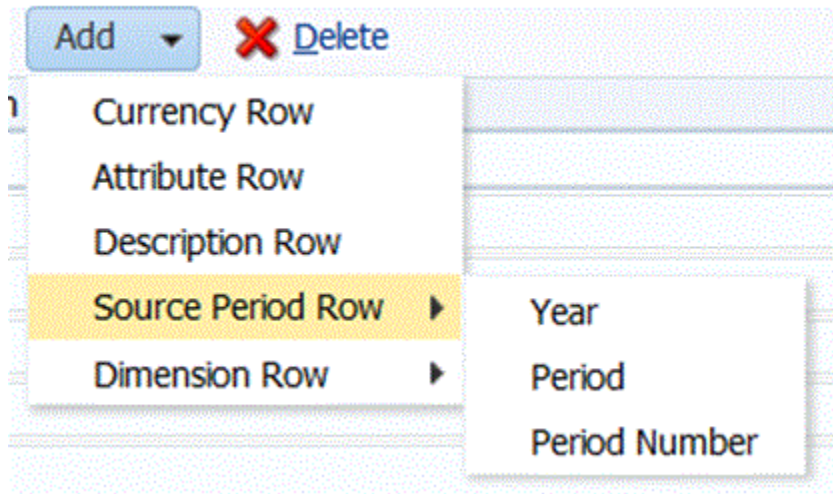 Add Delete
Currency Row
Attribute Row
Description Row
Source Period Row
Dimension Row
Year
Period
Period Number